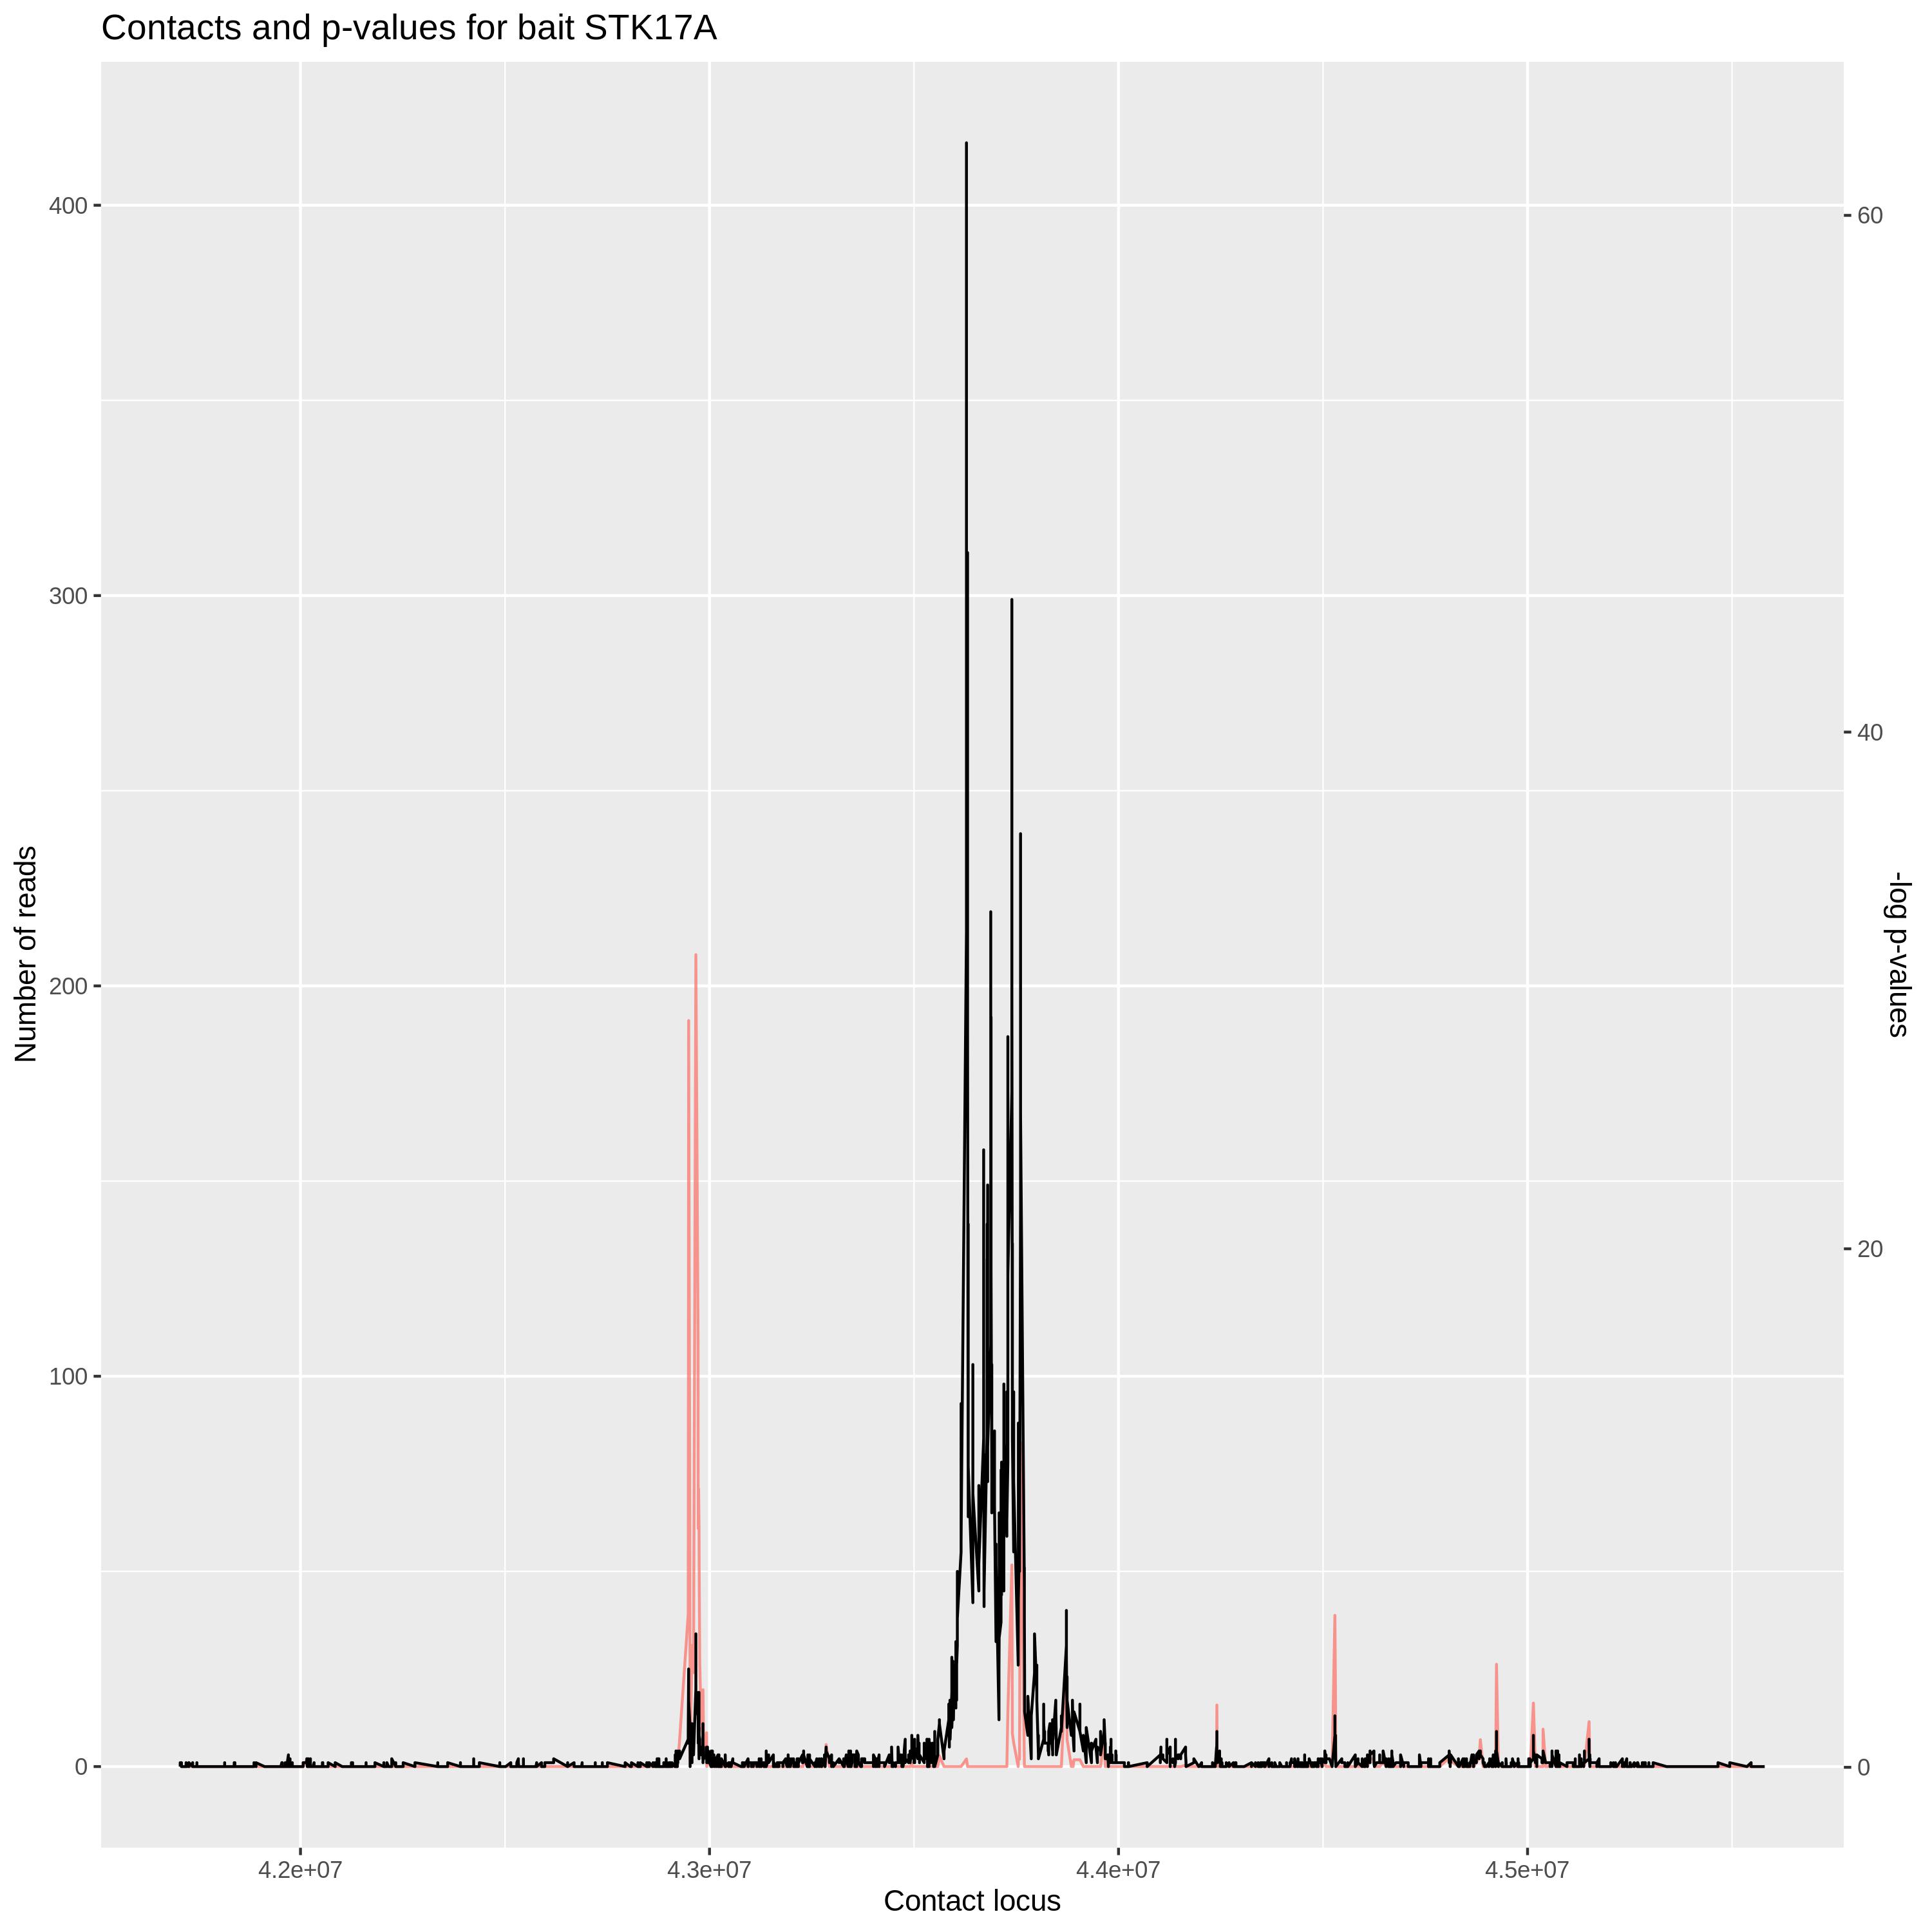 Contacts and p-values for bait STK17A
400
300
200
100
0
Number of reads
60
40
20
0
-log p-values
4.2e+07
4.3e+07
4.4e+07
4.5e+07
Contact locus